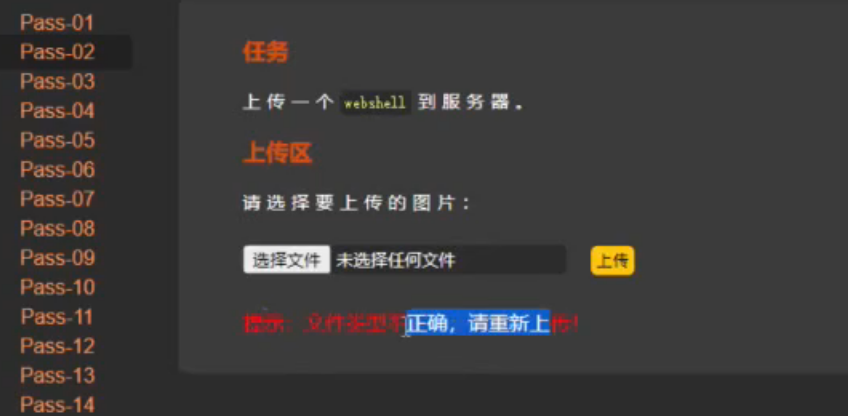 Pass-01
Pass-02
Pass-03
Pass-04
Pass-05
Pass-06
Pass-07
Pass-08
Pass-09
Pass-10
Pass-11
Pass-12
Pass-13
Pass-14
任务
上传一个 webshell 到服务器。
上传区
请选择要上传的图片：
选择文件 未选择任何文件 上传
提示：文件类型不正确，请重新上传！